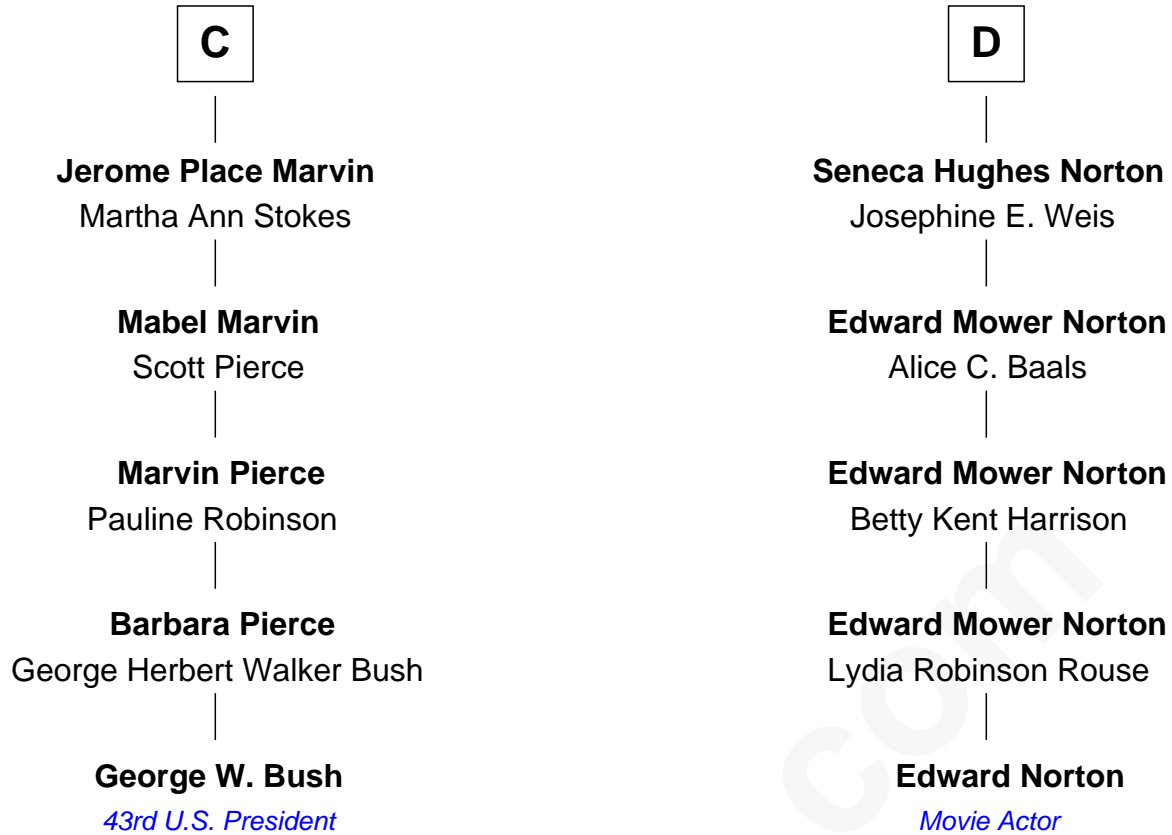 C
Jerome Place Marvin
Martha Ann Stokes
Mabel Marvin
Scott Pierce
Marvin Pierce
Pauline Robinson
Barbara Pierce
George Herbert Walker Bush
George W. Bush
43rd U.S. President
D
Seneca Hughes Norton
Josephine E. Weis
Edward Mower Norton
Alice C. Baals
Edward Mower Norton
Betty Kent Harrison
Edward Mower Norton
Lydia Robinson Rouse
Edward Norton
Movie Actor
com